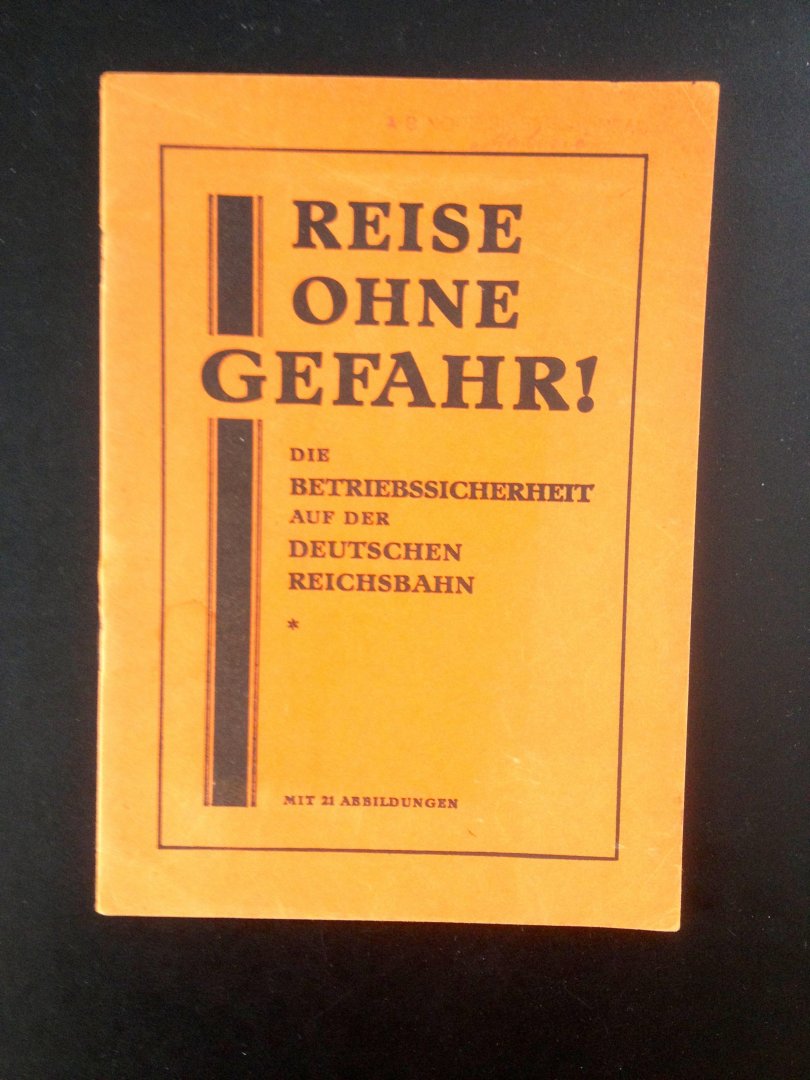 REISE
OHNE
GEFAHR!
DIE
BETRIEBSSICHERHEIT
AUF DER
DEUTSCHEN
REICHSBAHN
*
MIT 21 ABBILDUNGEN